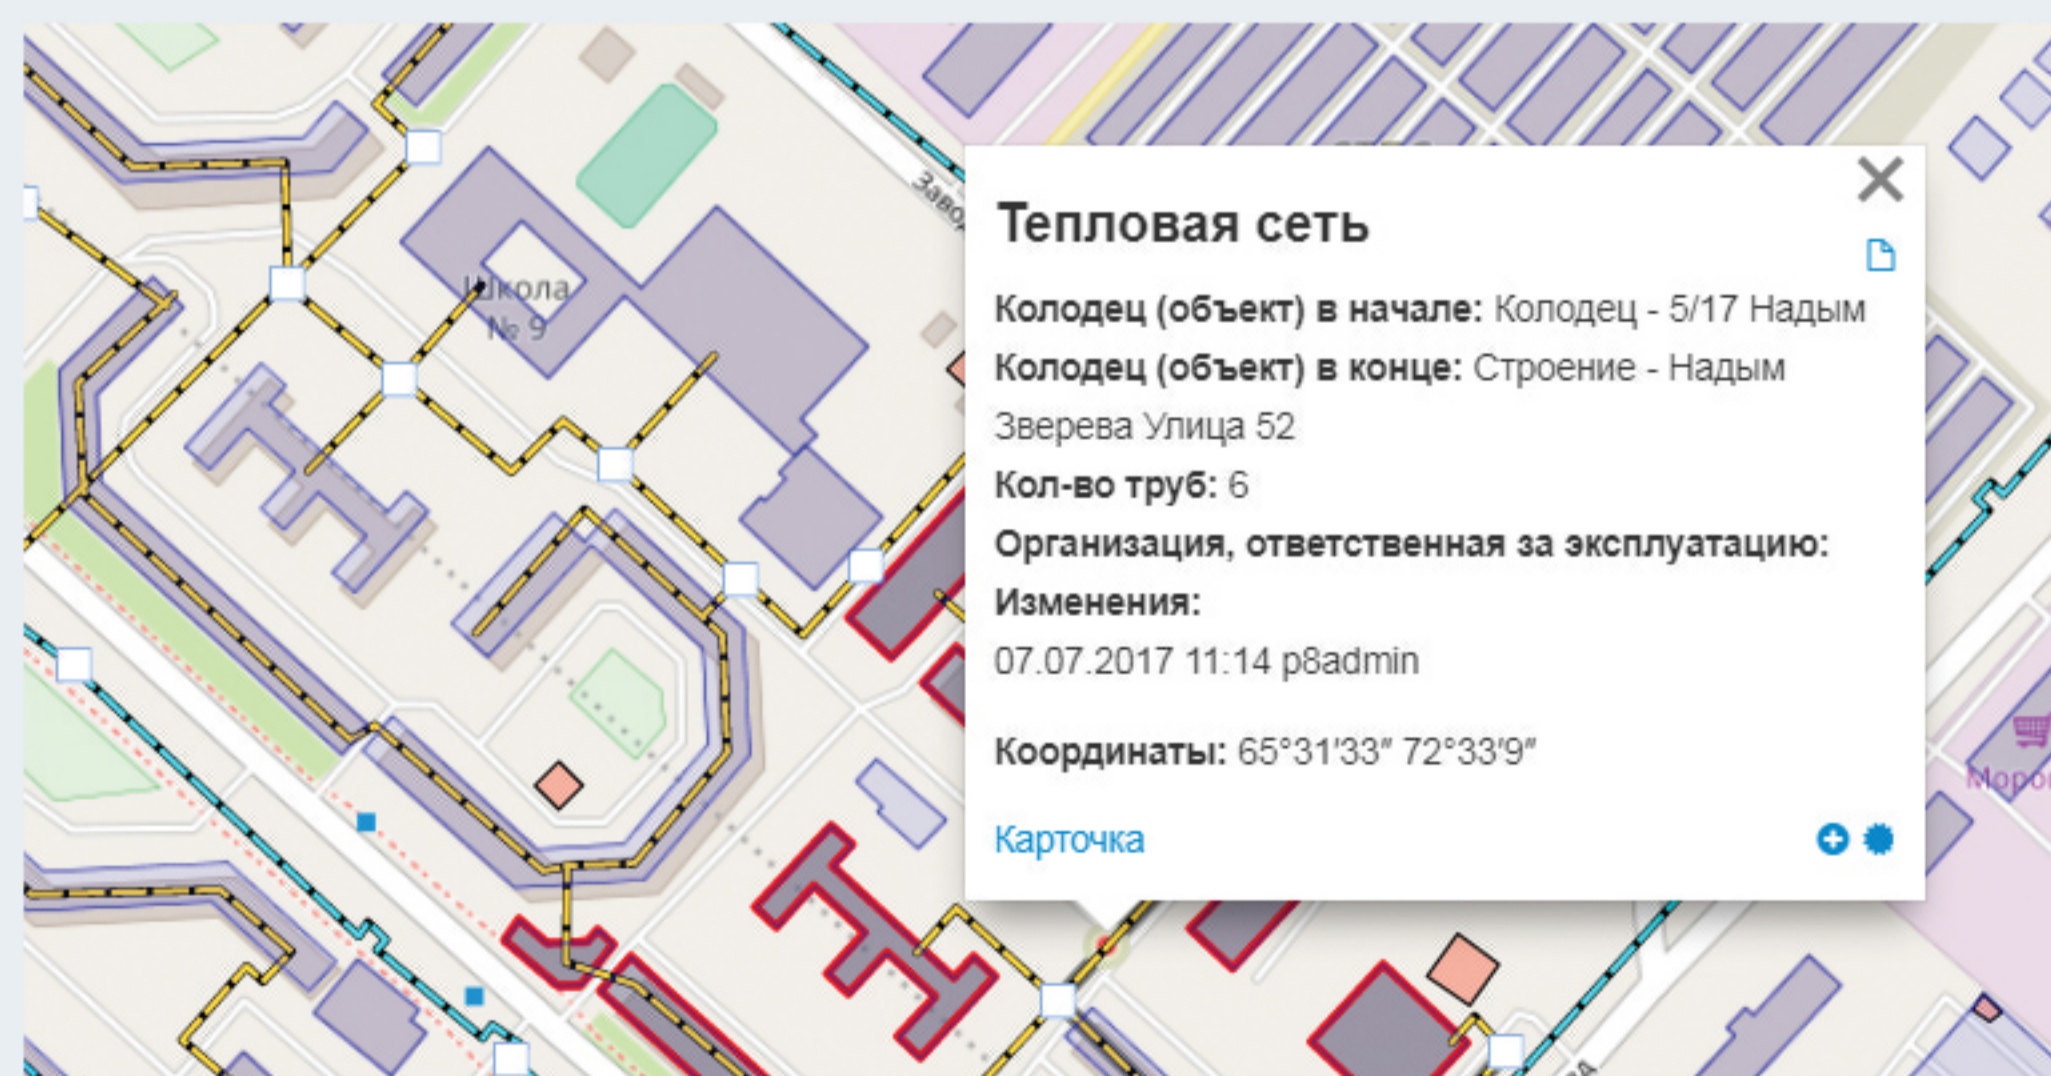 Тепловая сеть
Колодец (объект) в начале: Колодец - 5/17 Надым
Колодец (объект) в конце: Строение - Надым
Зверева Улица 52
Кол-во труб: 6
Организация, ответственная за эксплуатацию:
Изменения:
07.07.2017 11:14 p8admin
Координаты: 65°31'33" 72°33'9"
Карточка
Школа
№ 9
Завод
Моро